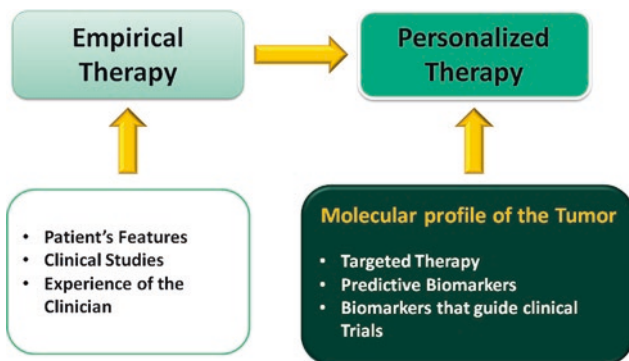 Empirical
Therapy
Personalized
Therapy
• Patient's Features
• Clinical Studies
• Experience of the
Clinician
Molecular profile of the Tumor
• Targeted Therapy
• Predictive Biomarkers
• Biomarkers that guide clinical
Trials